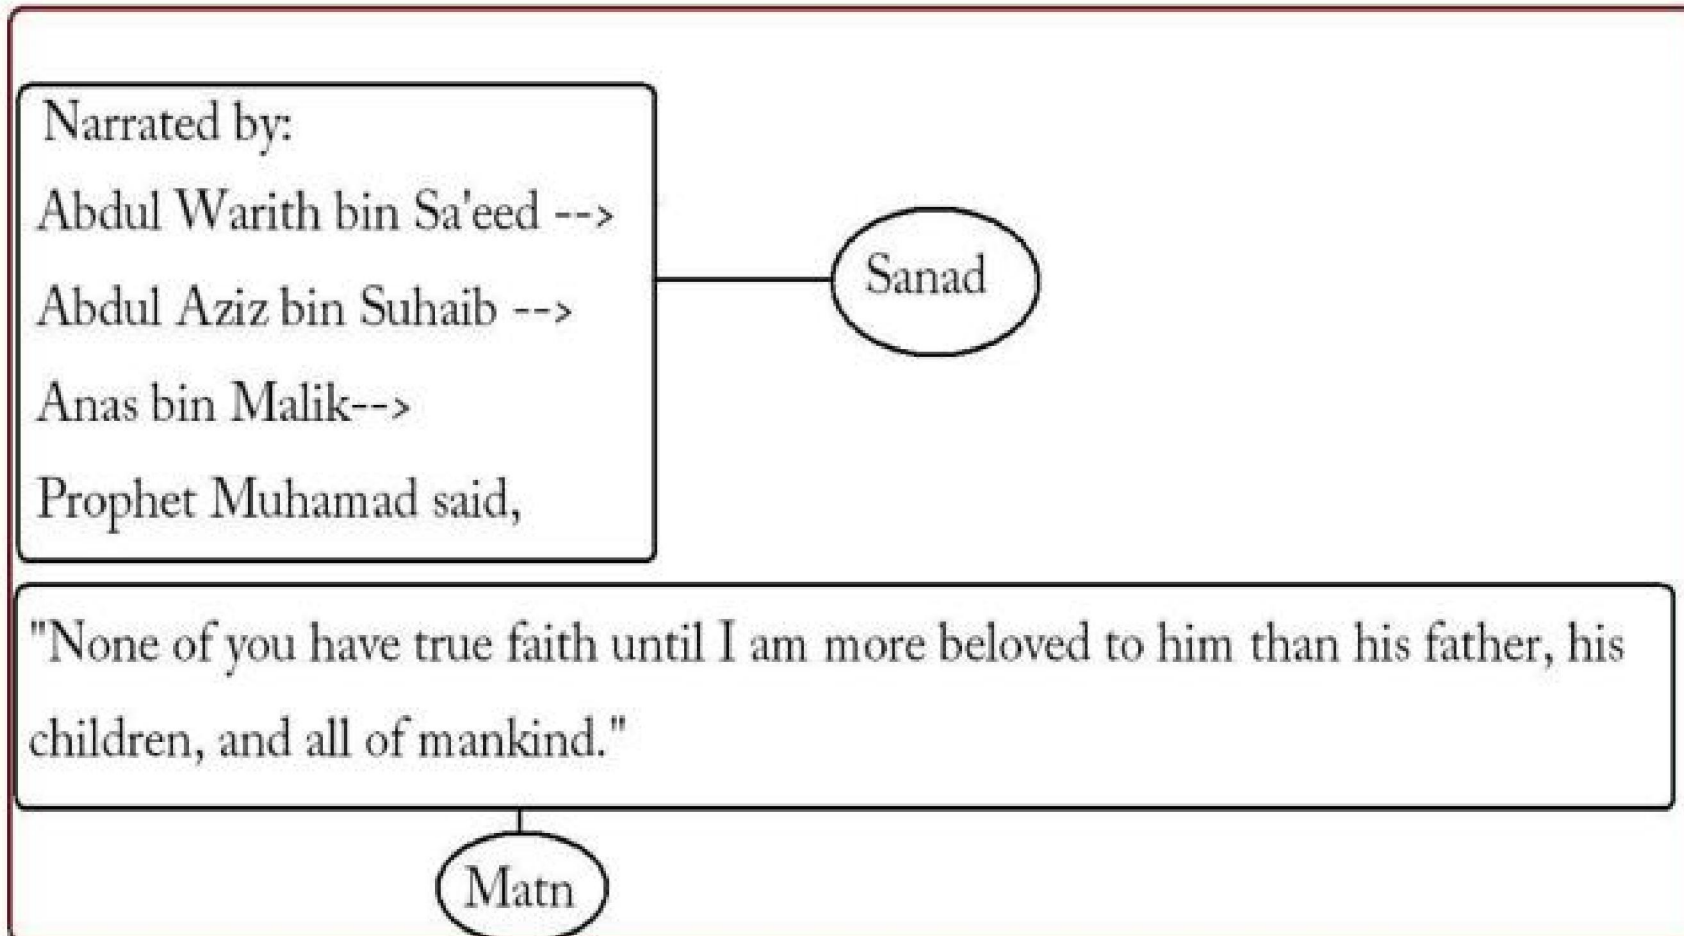 Narrated by:
Abdul Warith bin Sa'eed -->
Abdul Aziz bin Suhaib -->
Anas bin Malik-->
Prophet Muhamad said,
Sanad
"None of you have true faith until I am more beloved to him than his father, his
children, and all of mankind."
Matn